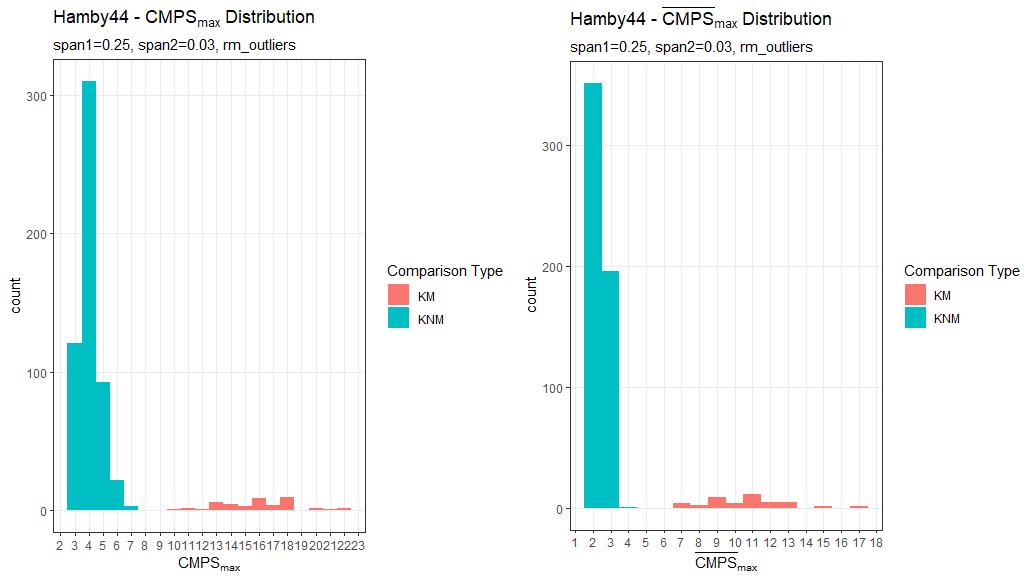 Hamby44 - CMPSmax Distribution
span1=0.25, span2=0.03, rm_outliers
count
300
200
100
0
2 3 4 5 6 7 8 9 10 11 12 13 14 15 16 17 18 19 20 21 22 23
CMPSmax
Comparison Type
KM
KNM
Hamby44 - C̅M̅P̅S̅max Distribution
span1=0.25, span2=0.03, rm_outliers
count
300
200
100
0
1 2 3 4 5 6 7 8 9 10 11 12 13 14 15 16 17 18
C̅M̅P̅S̅max
Comparison Type
KM
KNM